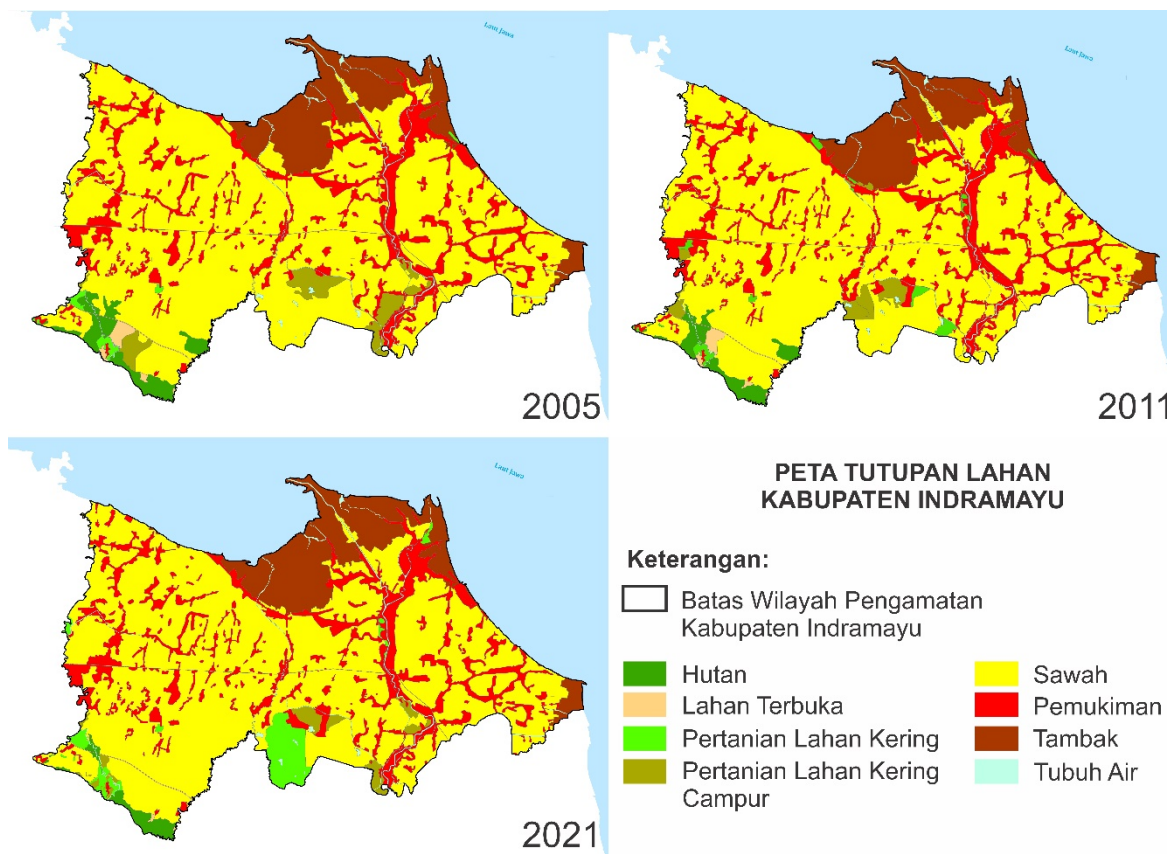 Laut Jawa
2005
Laut Jawa
2011
Laut Jawa
2021
PETA TUTUPAN LAHAN
KABUPATEN INDRAMAYU
Keterangan:
Batas Wilayah Pengamatan
Kabupaten Indramayu
Hutan
Lahan Terbuka
Pertanian Lahan Kering
Pertanian Lahan Kering
Campur
Sawah
Pemukiman
Tambak
Tubuh Air